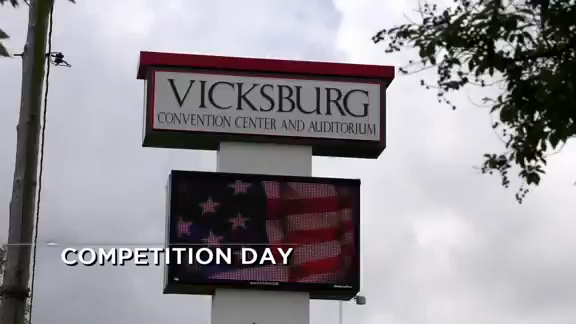 VICKSBURG
CONVENTION CENTER AND AUDITORIUM
COMPETITION DAY